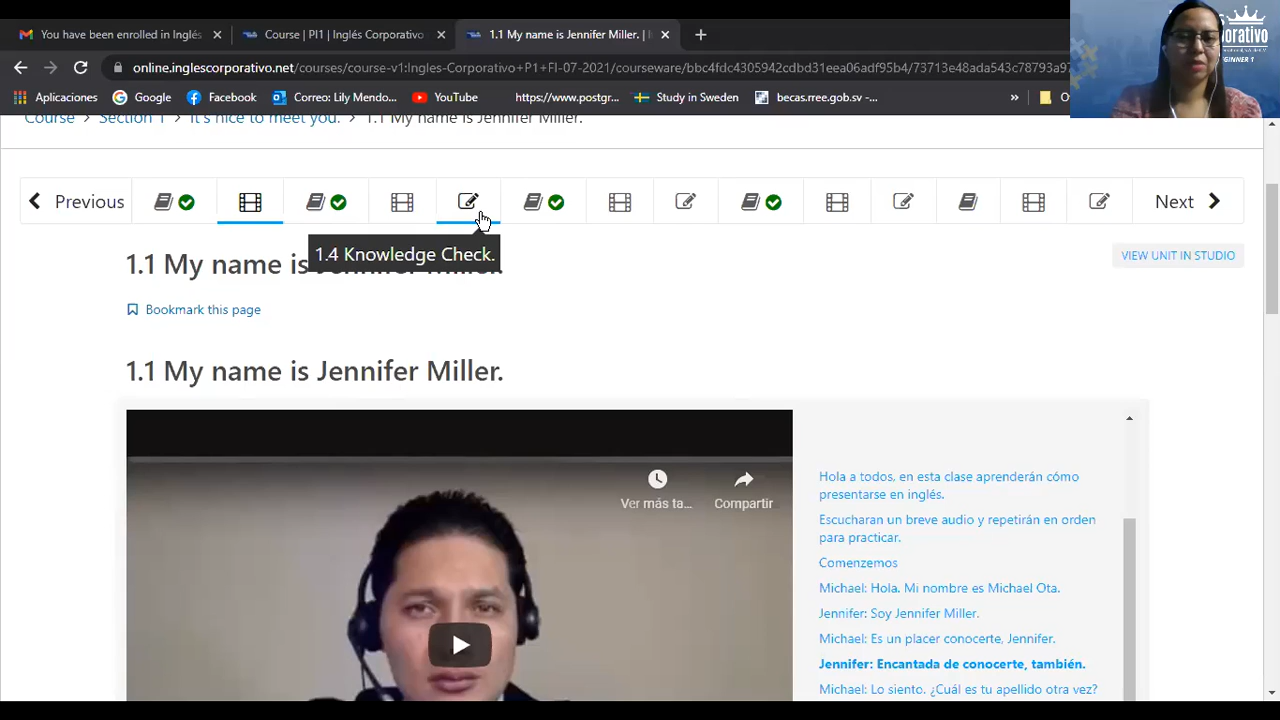 You have been enrolled in Inglés
Course | PI1 | Inglés Corporativo
1.1 My name is Jennifer Miller. | I
online.inglescorporativo.net/courses/course-v1:Ingles-Corporativo+
Aplicaciones
Google
Facebook
Correo: Lily Mendo...
YouTube
https://www.postgr...
Study in Sweden
becas.rree.gob.sv –...
»
Course > Section 1 > It's nice to meet you. > 1.1 My name is Jennifer Miller.
Previous
Next
1.4 Knowledge Check.
1.1 My name is Jennifer Miller.
VIEW UNIT IN STUDIO
Bookmark this page
1.1 My name is Jennifer Miller.
Ver más ta...
Compartir
Hola a todos, en esta clase aprenderán cómo
presentarse en inglés.
Escucharan un breve audio y repetirán en orden
para practicar.
Comenzemos
Michael: Hola. Mi nombre es Michael Ota.
Jennifer: Soy Jennifer Miller.
Michael: Es un placer conocerte, Jennifer.
Jennifer: Encantada de conocerte, también.
Michael: Lo siento. ¿Cuál es tu apellido otra vez?